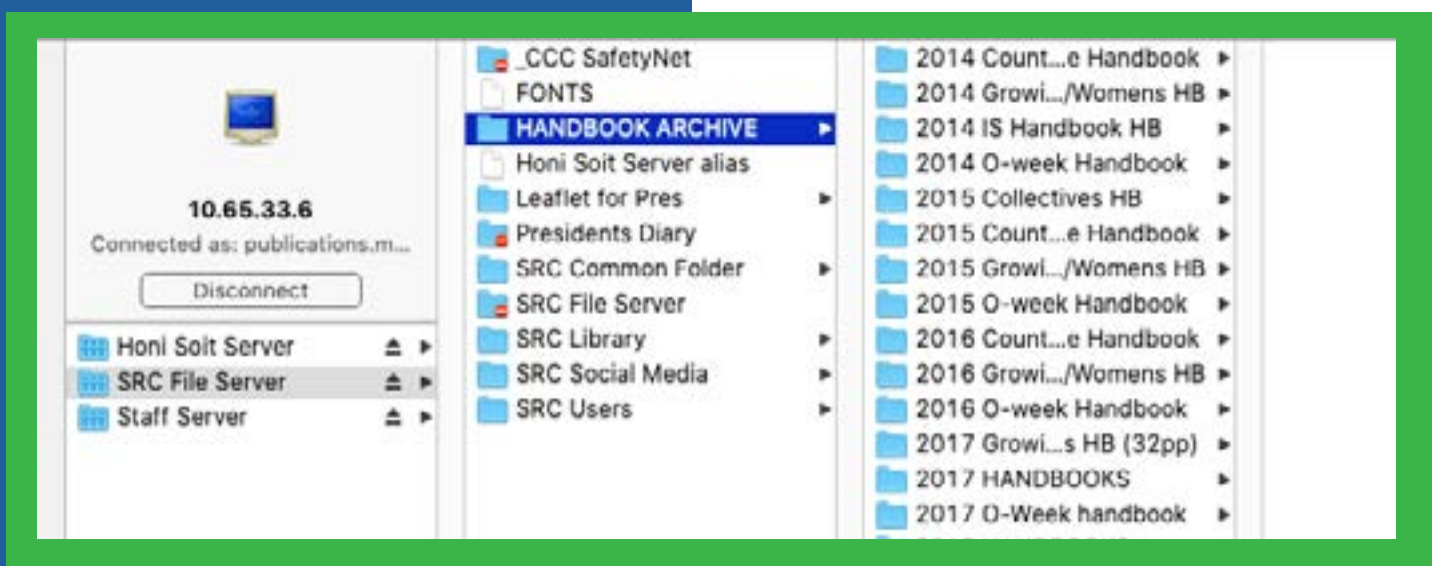 10.65.33.6
Connected as: publications.m...
Disconnect
Honi Soit Server
SRC File Server
Staff Server
_CCC SafetyNet
FONTS
HANDBOOK ARCHIVE
Honi Soit Server alias
Leaflet for Pres
Presidents Diary
SRC Common Folder
SRC File Server
SRC Library
SRC Social Media
SRC Users
2014 Count...e Handbook
2014 Growi.../Womens HB
2014 IS Handbook HB
2014 O-week Handbook
2015 Collectives HB
2015 Count...e Handbook
2015 Growi.../Womens HB
2015 O-week Handbook
2016 Count...e Handbook
2016 Growi.../Womens HB
2016 O-week Handbook
2017 Growi...s HB (32pp)
2017 HANDBOOKS
2017 O-Week handbook